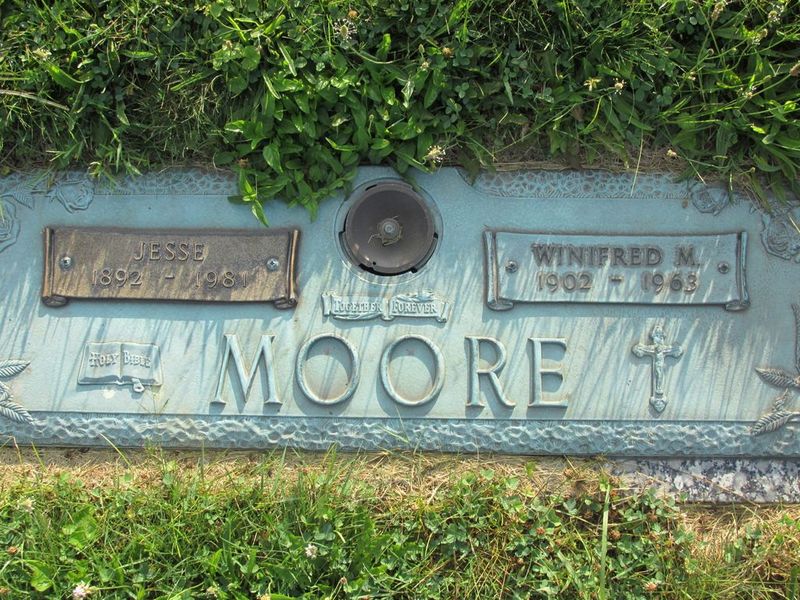 JESSE
1892 - 1981
WINIFRED M.
1902 - 1963
TOGETHER FOREVER
HOLY BIBLE
MOORE